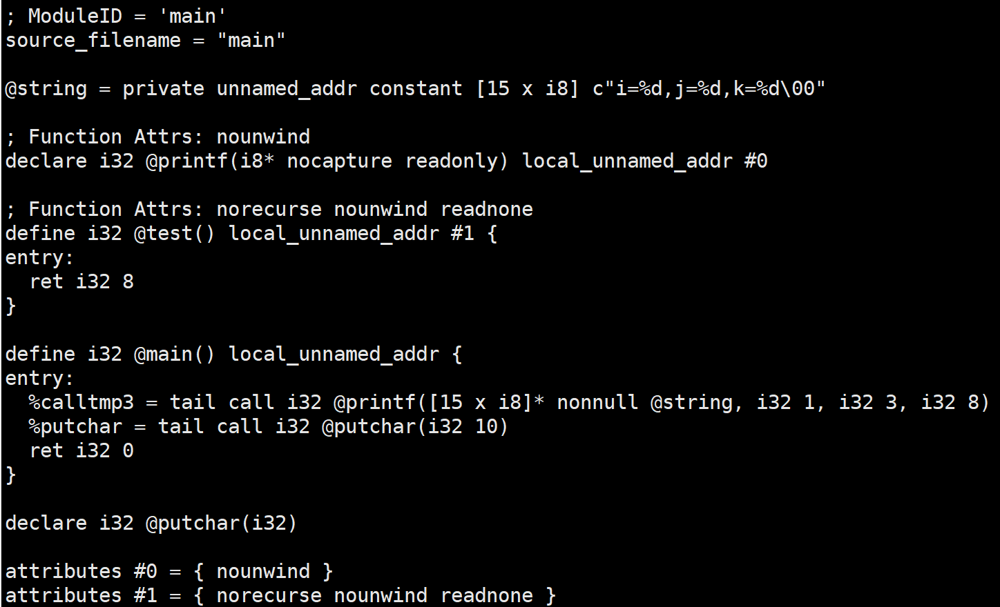 ; ModuleID = 'main'
source_filename = "main"
@string = private unnamed_addr constant [15 x i8] c"i=%d,j=%d,k=%d\00"
; Function Attrs: nounwind
declare i32 @printf(i8* nocapture readonly) local_unnamed_addr #0
; Function Attrs: norecurse nounwind readnone
define i32 @test() local_unnamed_addr #1 {
entry:
  ret i32 8
}
define i32 @main() local_unnamed_addr {
entry:
  %calltmp3 = tail call i32 @printf([15 x i8]* nonnull @string, i32 1, i32 3, i32 8)
  %putchar = tail call i32 @putchar(i32 10)
  ret i32 0
}
declare i32 @putchar(i32)
attributes #0 = { nounwind }
attributes #1 = { norecurse nounwind readnone }